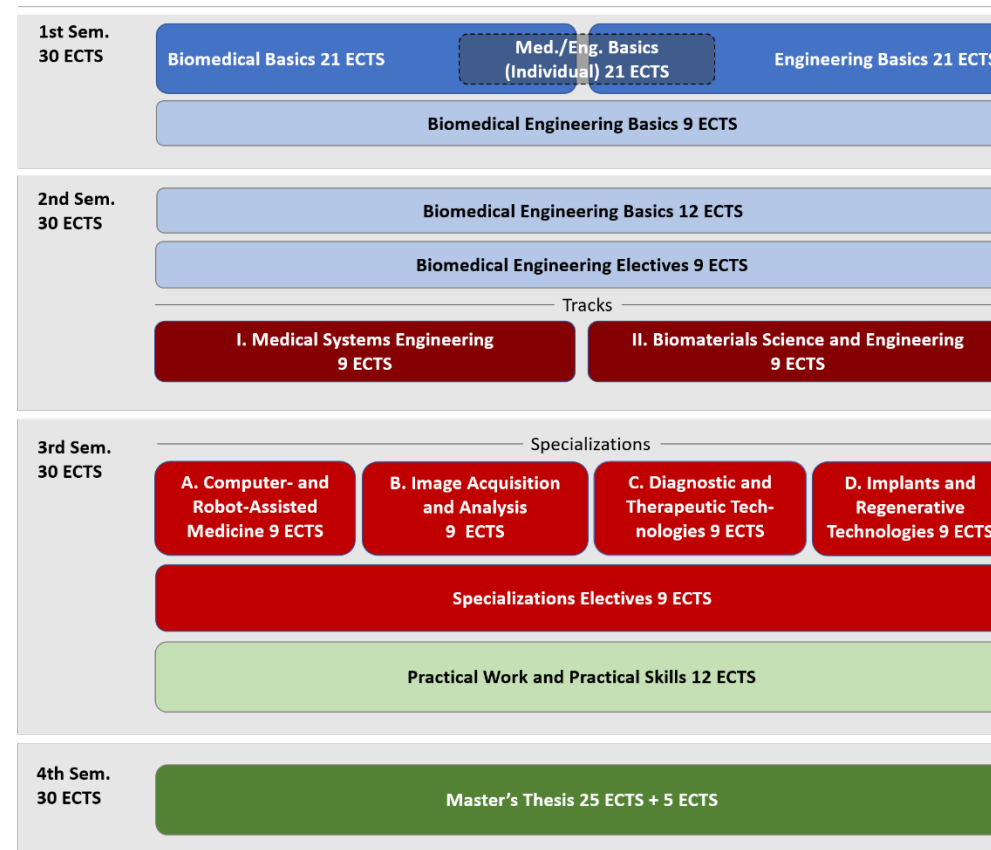 1st Sem.
30 ECTS
Biomedical Basics 21 ECTS
Med./Eng. Basics
(Individual) 21 ECTS
Engineering Basics 21 ECTS
Biomedical Engineering Basics 9 ECTS
2nd Sem.
30 ECTS
Biomedical Engineering Basics 12 ECTS
Biomedical Engineering Electives 9 ECTS
Tracks
I. Medical Systems Engineering
9 ECTS
II. Biomaterials Science and Engineering
9 ECTS
3rd Sem.
30 ECTS
Specializations
A. Computer- and
Robot-Assisted
Medicine 9 ECTS
B. Image Acquisition
and Analysis
9 ECTS
C. Diagnostic and
Therapeutic Tech-
nologies 9 ECTS
D. Implants and
Regenerative
Technologies 9 ECTS
Specializations Electives 9 ECTS
Practical Work and Practical Skills 12 ECTS
4th Sem.
30 ECTS
Master's Thesis 25 ECTS + 5 ECTS